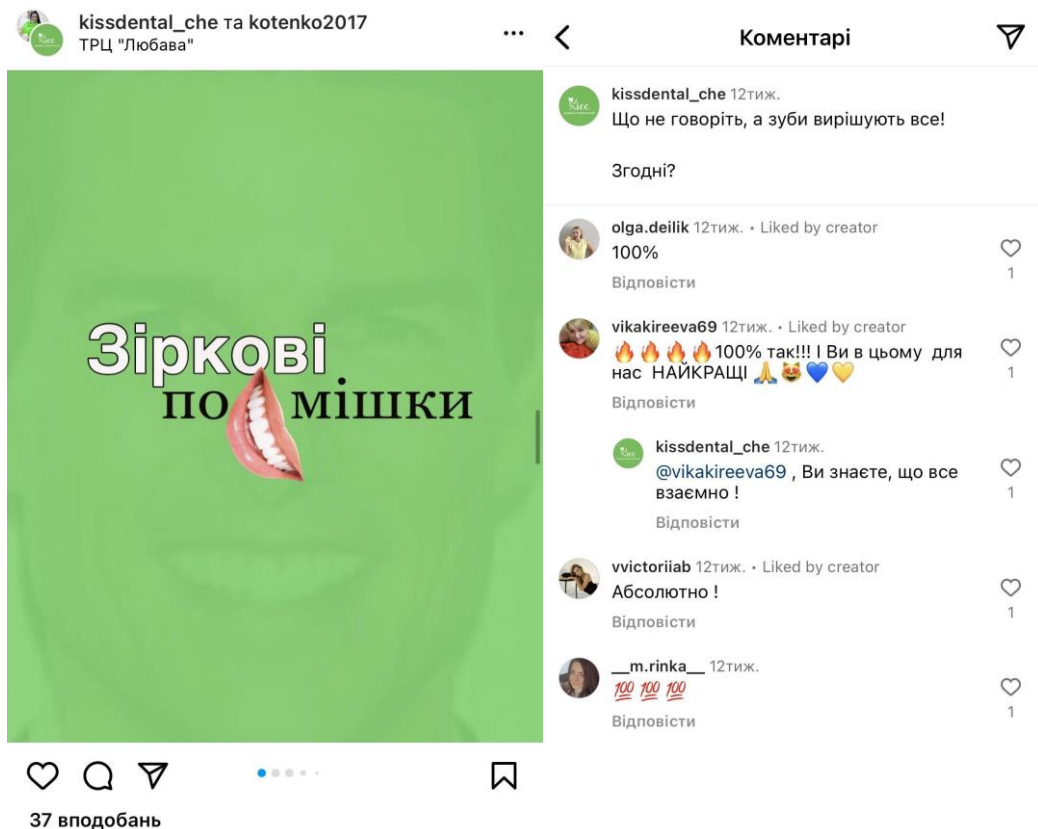 kissdental_che та kotenko2017
ТРЦ "Любава"
Зіркові
по мішки
37 вподобань
Коментарі
kissdental_che 12тиж.
Що не говоріть, а зуби вирішують все!
Згодні?
olga.deilik 12тиж. • Liked by creator
100%
1
Відповісти
vikakireeva69 12тиж. • Liked by creator
🔥🔥🔥🔥100% так!!! І Ви в цьому для
нас НАЙКРАЩІ 🙏😻💙💛
1
Відповісти
kissdental_che 12тиж.
@vikakireeva69 , Ви знаєте, що все
взаємно !
1
Відповісти
vvictoriiab 12тиж. • Liked by creator
Абсолютно !
1
Відповісти
__m.rinka__ 12тиж.
💯 💯 💯
1
Відповісти